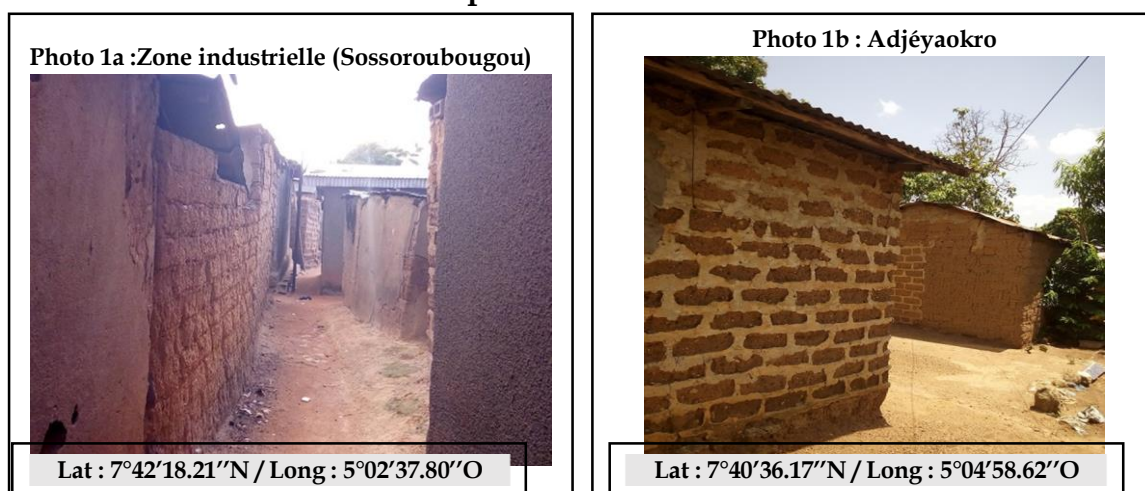 Photo 1a :Zone industrielle (Sossoroubougou)
Lat : 7°42’18.21’’N / Long : 5°02’37.80’’O
Photo 1b : Adjéyaokro
Lat : 7°40’36.17’’N / Long : 5°04’58.62’’O